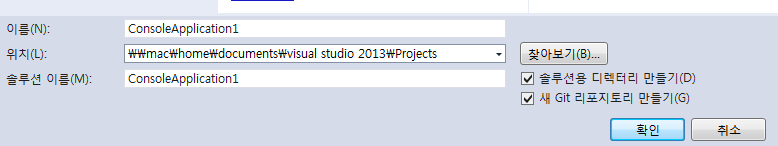 이름(N): ConsoleApplication1
위치(L): ₩₩mac₩home₩documents₩visual studio 2013₩Projects 찾아보기(B)...
솔루션 이름(M): ConsoleApplication1 솔루션용 디렉터리 만들기(D)
새 Git 리포지토리 만들기(G)
확인 취소